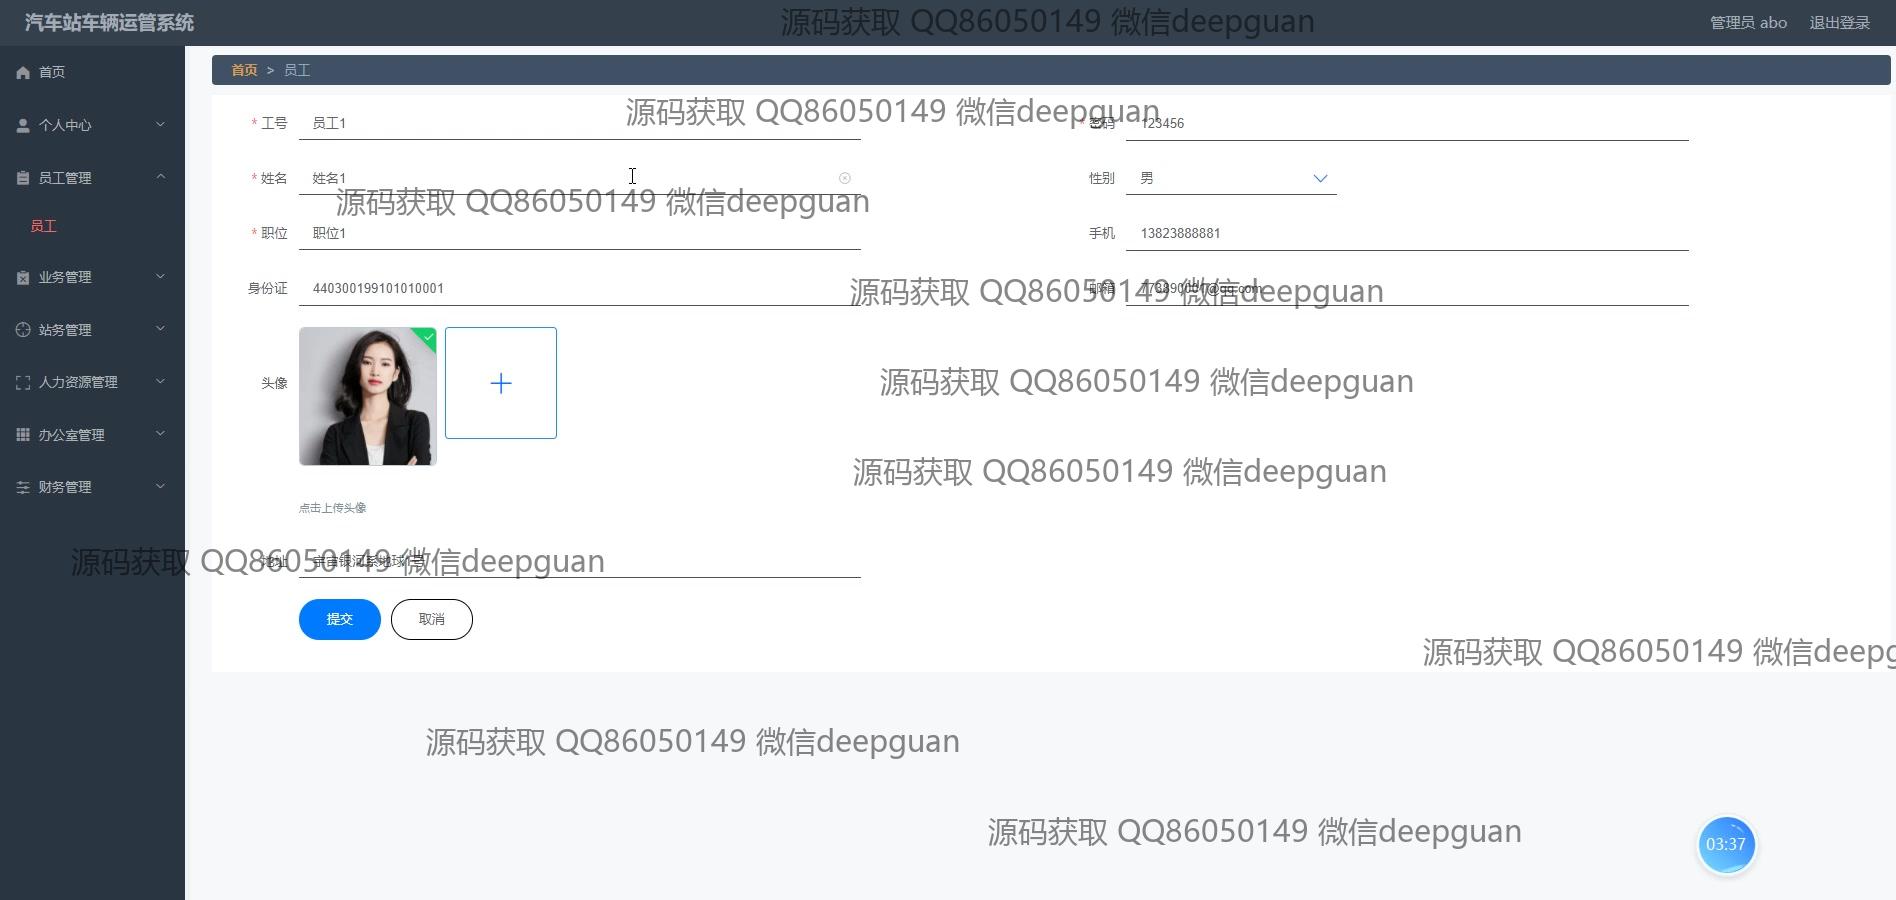 汽车站车辆运管系统
源码获取 QQ86050149 微信deepguan
管理员 abo 退出登录
首页
个人中心
员工管理
员工
业务管理
站务管理
人力资源管理
办公室管理
财务管理
首页 > 员工
源码获取 QQ86050149 微信deepguan
* 工号 员工1
* 密码 123456
* 姓名 姓名1
性别 男
源码获取 QQ86050149 微信deepguan
* 职位 职位1
手机 13823888881
身份证 440300199101010001
邮箱
源码获取 QQ86050149 微信deepguan
头像
源码获取 QQ86050149 微信deepguan
源码获取 QQ86050149 微信deepguan
点击上传头像
地址 宇宙银河系地球1号
源码获取 QQ86050149 微信deepguan
提交 取消
源码获取 QQ86050149 微信deepg
源码获取 QQ86050149 微信deepguan
源码获取 QQ86050149 微信deepguan
03:37